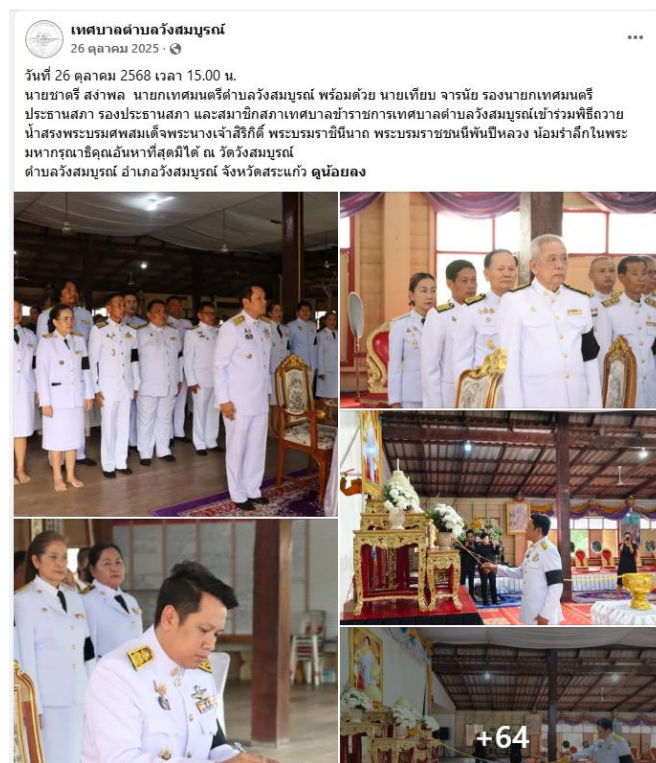 เทศบาลตำบลวังสมบูรณ์
26 ตุลาคม 2025 ·
วันที่ 26 ตุลาคม 2568 เวลา 15.00 น.
นายชาตรี สง่าพล  นายกเทศมนตรีตำบลวังสมบูรณ์ พร้อมด้วย นายเทียบ จารนัย รองนายกเทศมนตรี
ประธานสภา รองประธานสภา และสมาชิกสภาเทศบาลข้าราชการเทศบาลตำบลวังสมบูรณ์เข้าร่วมพิธีถวาย
น้ำสรงพระบรมศพสมเด็จพระนางเจ้าสิริกิติ์ พระบรมราชินีนาถ พระบรมราชชนนีพันปีหลวง น้อมรำลึกในพระ
มหากรุณาธิคุณอันหาที่สุดมิได้ ณ วัดวังสมบูรณ์
ตำบลวังสมบูรณ์ อำเภอวังสมบูรณ์ จังหวัดสระแก้ว ดูน้อยลง
+64